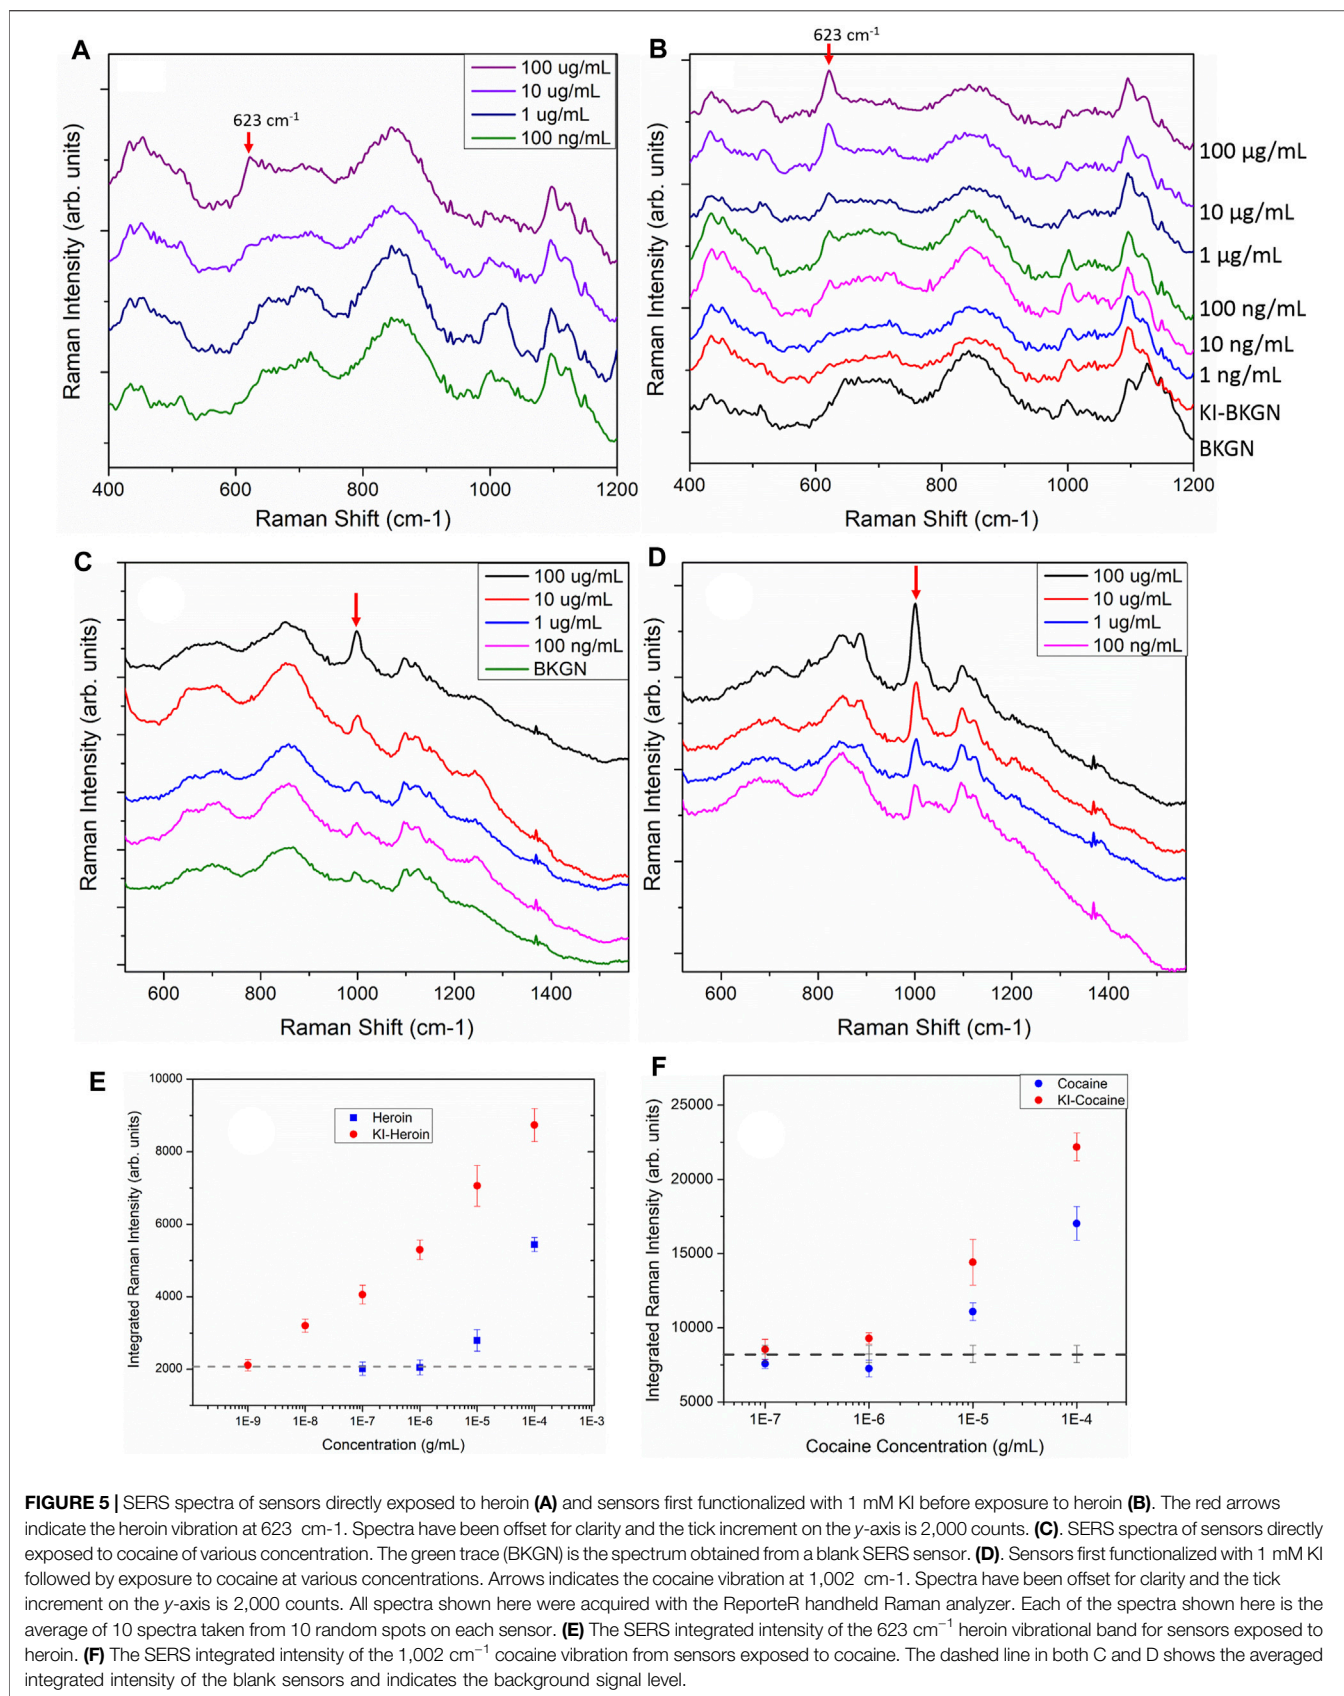 A
623 cm-1
100 ug/mL
10 ug/mL
1 ug/mL
100 ng/mL
Raman Intensity (arb. units)
400 600 800 1000 1200
Raman Shift (cm-1)
B
623 cm-1
100 µg/mL
10 µg/mL
1 µg/mL
100 ng/mL
10 ng/mL
1 ng/mL
KI-BKGN
BKGN
Raman Intensity (arb. units)
400 600 800 1000 1200
Raman Shift (cm-1)
C
100 ug/mL
10 ug/mL
1 ug/mL
100 ng/mL
BKGN
Raman Intensity (arb. units)
600 800 1000 1200 1400
Raman Shift (cm-1)
D
100 ug/mL
10 ug/mL
1 ug/mL
100 ng/mL
Raman Intensity (arb. units)
600 800 1000 1200 1400
Raman Shift (cm-1)
E
Heroin
KI-Heroin
Integrated Raman Intensity (arb. units)
10000
8000
6000
4000
2000
1E-9 1E-8 1E-7 1E-6 1E-5 1E-4 1E-3
Concentration (g/mL)
F
Cocaine
KI-Cocaine
Integrated Raman Intensity (arb. units)
25000
20000
15000
10000
5000
1E-7 1E-6 1E-5 1E-4
Cocaine Concentration (g/mL)
FIGURE 5 | SERS spectra of sensors directly exposed to heroin (A) and sensors first functionalized with 1 mM KI before exposure to heroin (B). The red arrows
indicate the heroin vibration at 623 cm-1. Spectra have been offset for clarity and the tick increment on the y-axis is 2,000 counts. (C). SERS spectra of sensors directly
exposed to cocaine of various concentration. The green trace (BKGN) is the spectrum obtained from a blank SERS sensor. (D). Sensors first functionalized with 1 mM KI
followed by exposure to cocaine at various concentrations. Arrows indicates the cocaine vibration at 1,002 cm-1. Spectra have been offset for clarity and the tick
increment on the y-axis is 2,000 counts. All spectra shown here were acquired with the ReporteR handheld Raman analyzer. Each of the spectra shown here is the
average of 10 spectra taken from 10 random spots on each sensor. (E) The SERS integrated intensity of the 623 cm−1 heroin vibrational band for sensors exposed to
heroin. (F) The SERS integrated intensity of the 1,002 cm−1 cocaine vibration from sensors exposed to cocaine. The dashed line in both C and D shows the averaged
integrated intensity of the blank sensors and indicates the background signal level.